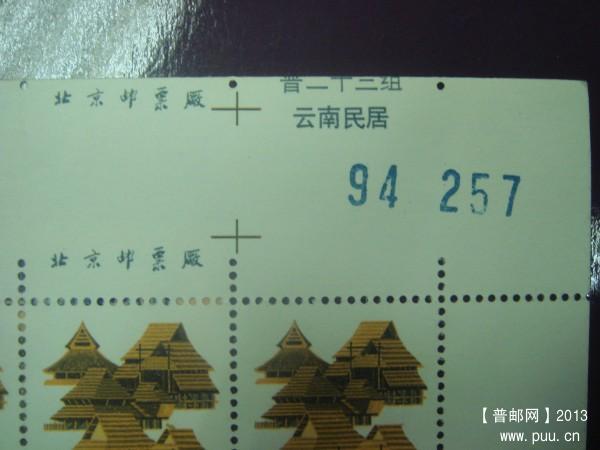 普二十三组
北京邮票厂
云南民居
94 257
北京邮票厂
【普邮网】2013
www.puu.cn